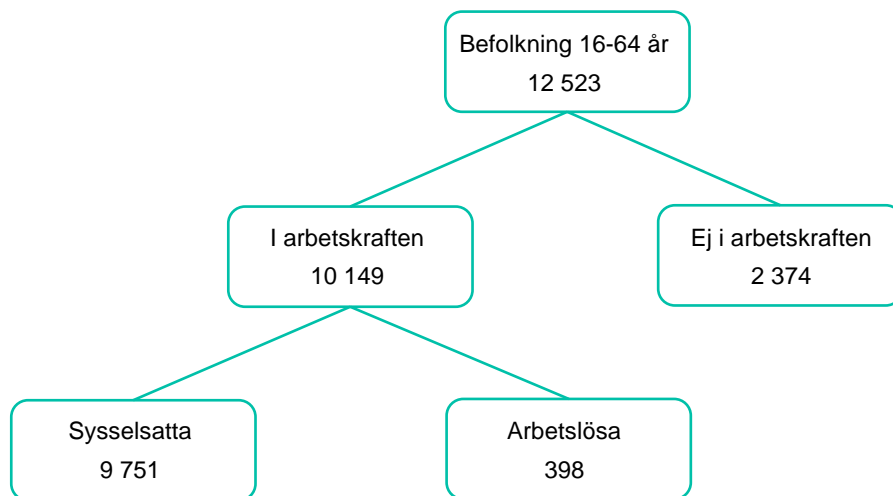 Befolkning 16-64 år
12 523
I arbetskraften
10 149
Ej i arbetskraften
2 374
Sysselsatta
9 751
Arbetslösa
398